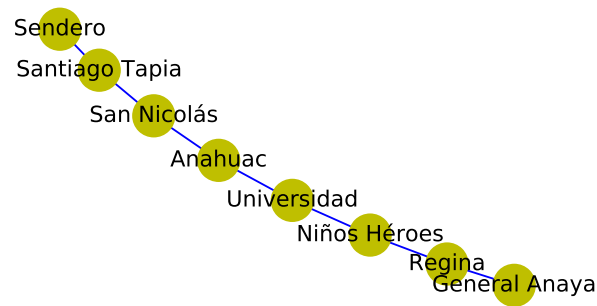 Sendero
Santiago Tapia
San Nicolás
Anahuac
Universidad
Niños Héroes
Regina
General Anaya